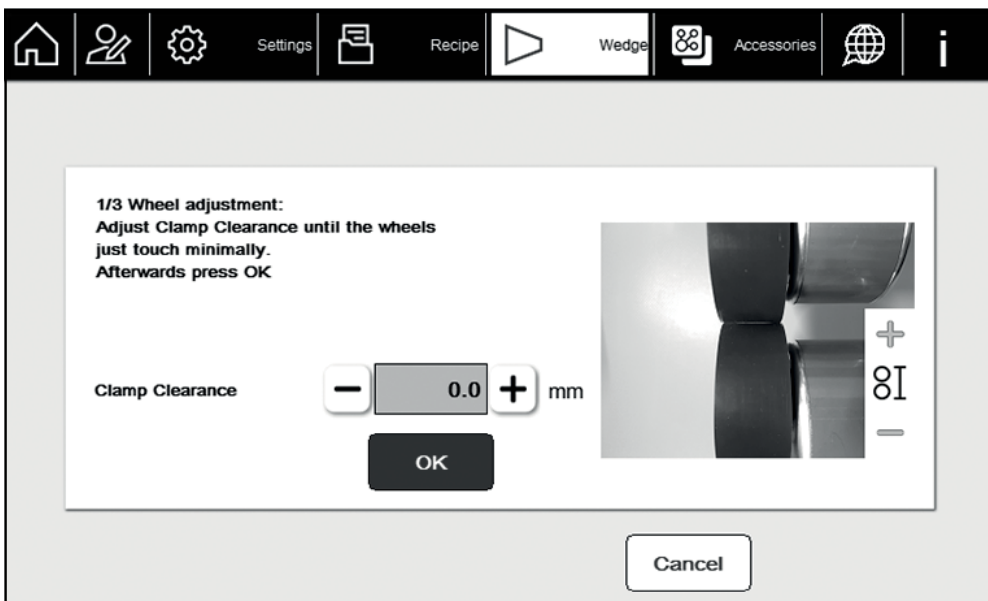 Settings
Recipe
Wedge
Accessories
i
1/3 Wheel adjustment:
Adjust Clamp Clearance until the wheels
just touch minimally.
Afterwards press OK
Clamp Clearance
0.0
mm
OK
Cancel